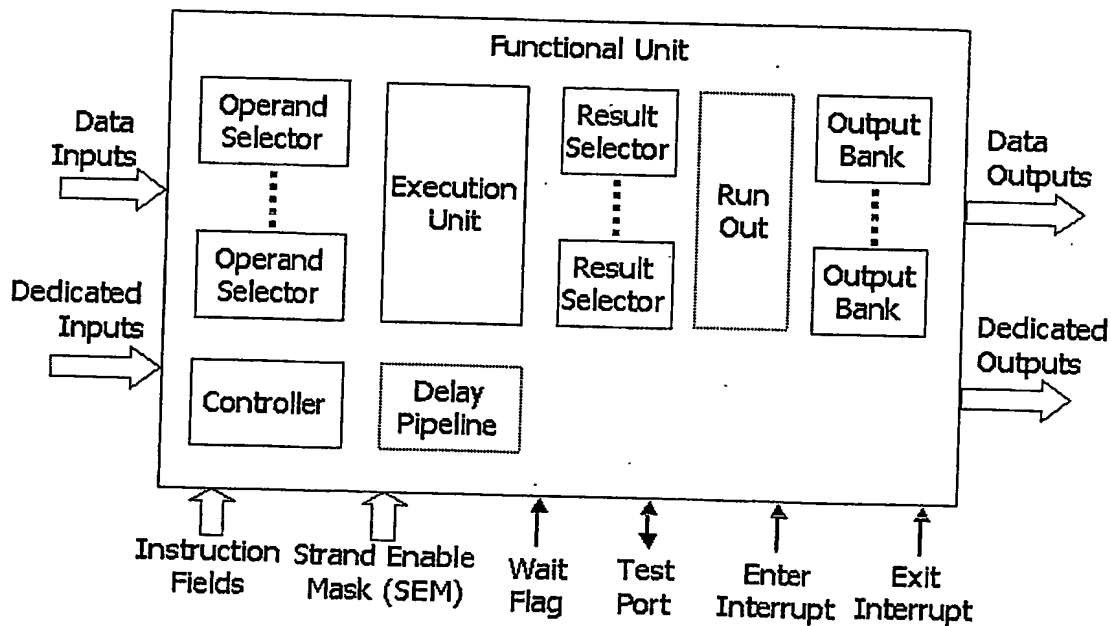 Functional Unit
Data
Inputs
Dedicated
Inputs
Operand
Selector
Operand
Selector
Controller
Execution
Unit
Delay
Pipeline
Result
Selector
Result
Selector
Run
Out
Output
Bank
Output
Bank
Data
Outputs
Dedicated
Outputs
Instruction
Fields
Strand Enable
Mask (SEM)
Wait
Flag
Test
Port
Enter
Interrupt
Exit
Interrupt